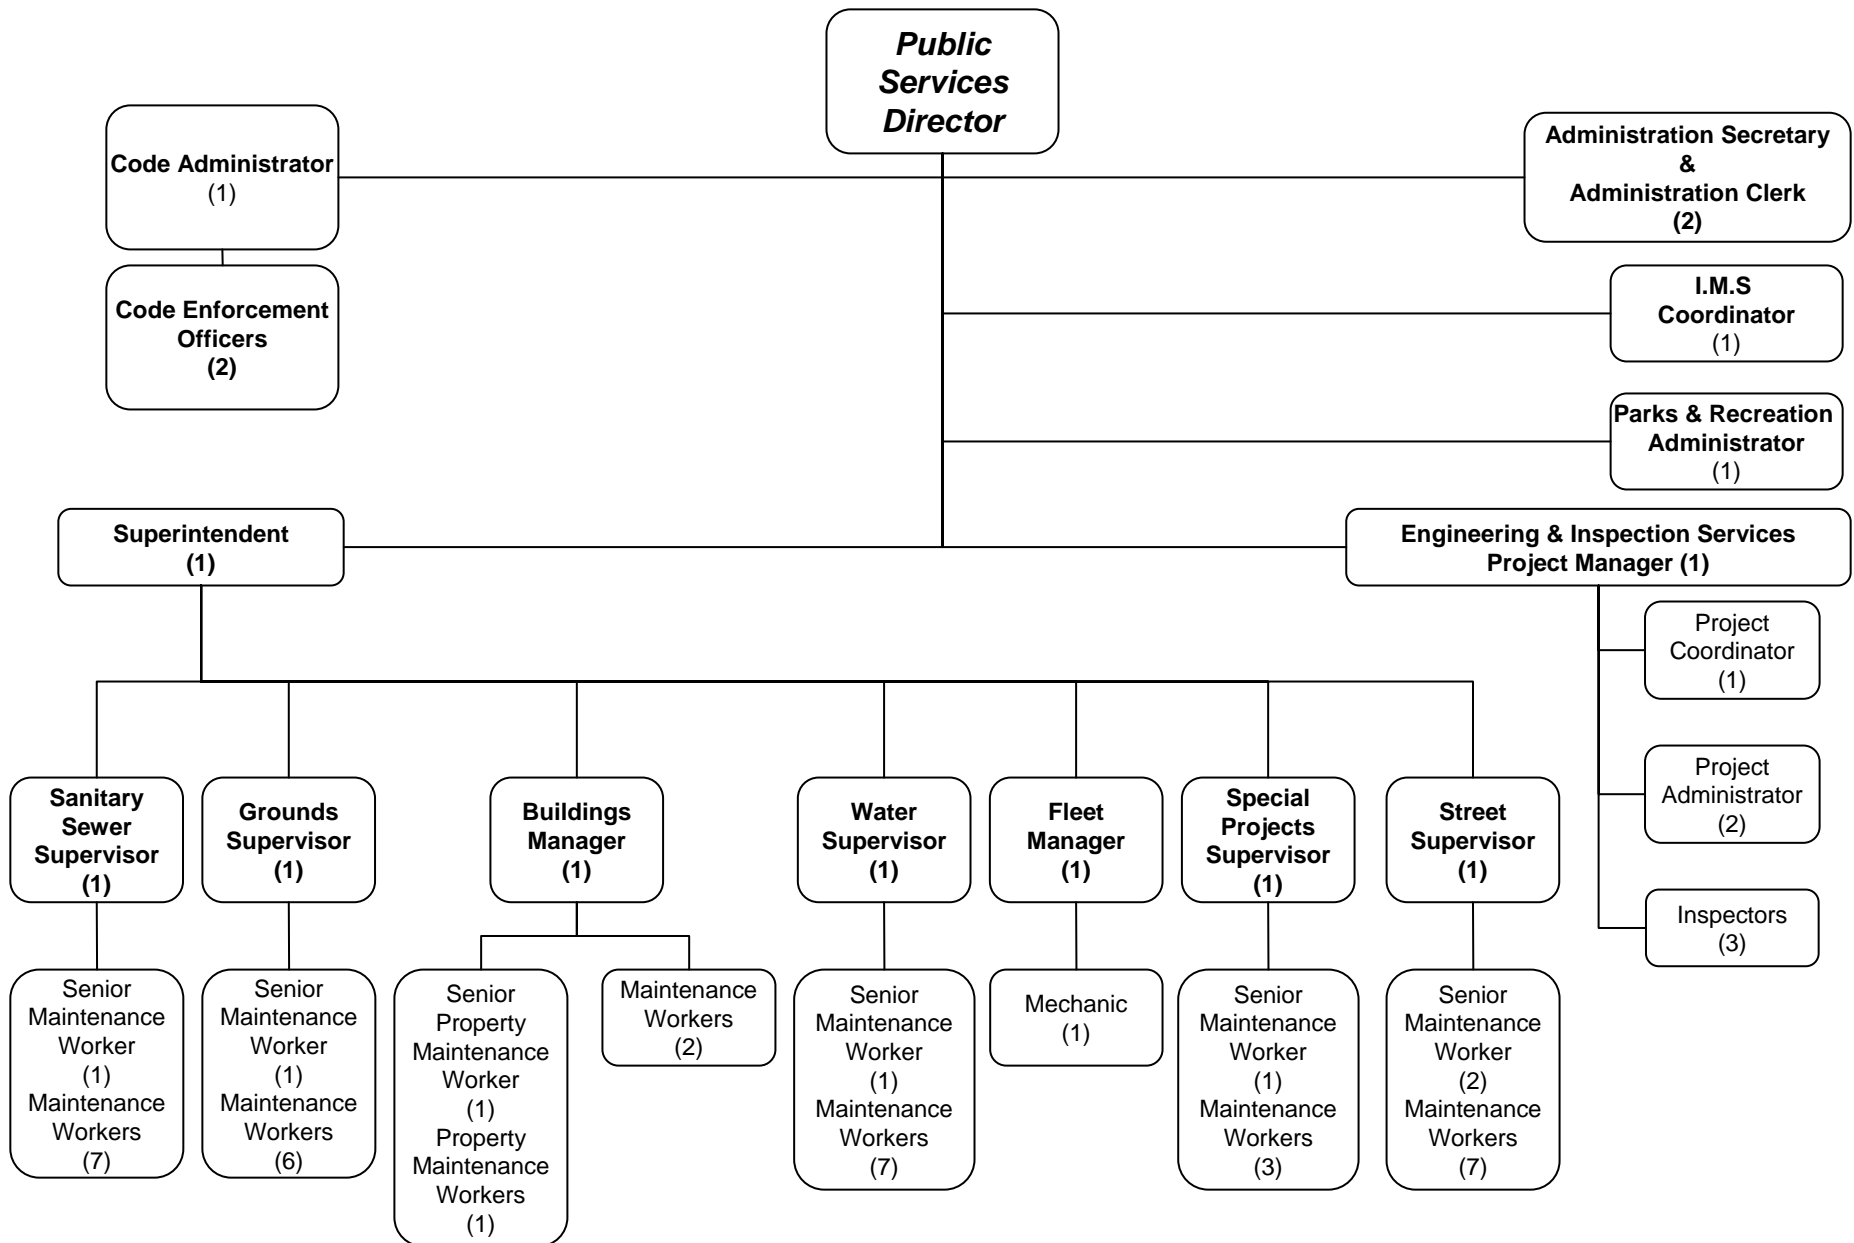 Public
Services
Director
Code Administrator
(1)
Administration Secretary
&
Administration Clerk
(2)
Code Enforcement
Officers
(2)
I.M.S
Coordinator
(1)
Parks & Recreation
Administrator
(1)
Superintendent
(1)
Engineering & Inspection Services
Project Manager (1)
Project
Coordinator
(1)
Project
Administrator
(2)
Inspectors
(3)
Sanitary
Sewer
Supervisor
(1)
Grounds
Supervisor
(1)
Buildings
Manager
(1)
Water
Supervisor
(1)
Fleet
Manager
(1)
Special
Projects
Supervisor
(1)
Street
Supervisor
(1)
Senior
Maintenance
Worker
(1)
Maintenance
Workers
(7)
Senior
Maintenance
Worker
(1)
Maintenance
Workers
(6)
Senior
Property
Maintenance
Worker
(1)
Property
Maintenance
Workers
(1)
Maintenance
Workers
(2)
Senior
Maintenance
Worker
(1)
Maintenance
Workers
(7)
Mechanic
(1)
Senior
Maintenance
Worker
(1)
Maintenance
Workers
(3)
Senior
Maintenance
Worker
(2)
Maintenance
Workers
(7)